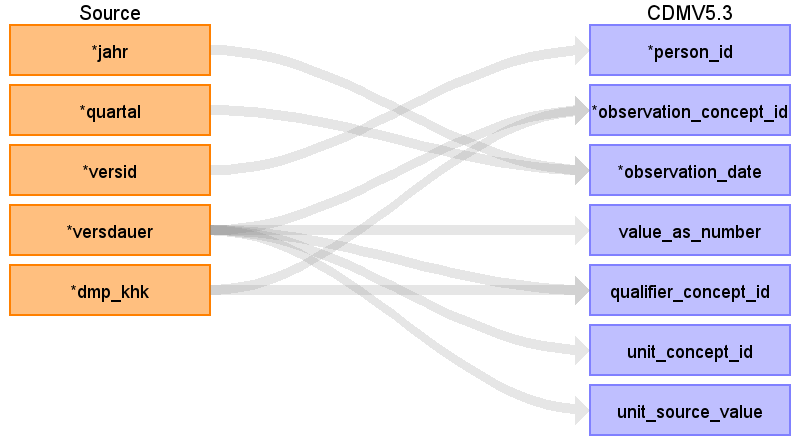 Source
CDMV5.3
*jahr
*person_id
*quartal
*observation_concept_id
*versid
*observation_date
*versdauer
value_as_number
*dmp_khk
qualifier_concept_id
unit_concept_id
unit_source_value